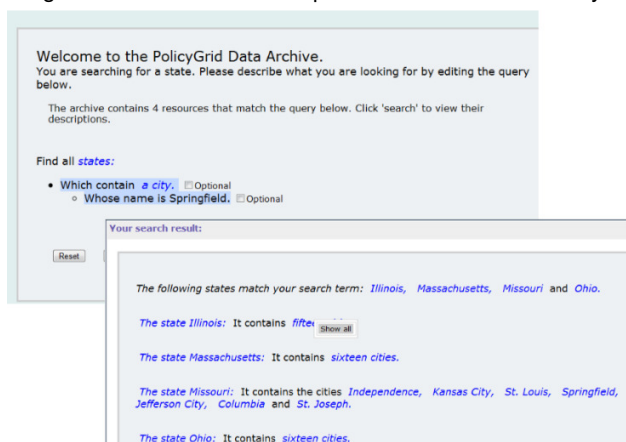 Welcome to the PolicyGrid Data Archive.
You are searching for a state. Please describe what you are looking for by editing the query
below.
The archive contains 4 resources that match the query below. Click 'search' to view their
descriptions.
Find all states:
• Which contain a city. Optional
Whose name is Springfield. Optional
Reset
Your search result:
The following states match your search term: Illinois, Massachusetts, Missouri and Ohio.
The state Illinois: It contains
Show all
The state Massachusetts: It contains sixteen cities.
The state Missouri: It contains the cities Independence, Kansas City, St. Louis, Springfield,
Jefferson City, Columbia and St. Joseph.
The state Ohio: It contains sixteen cities.